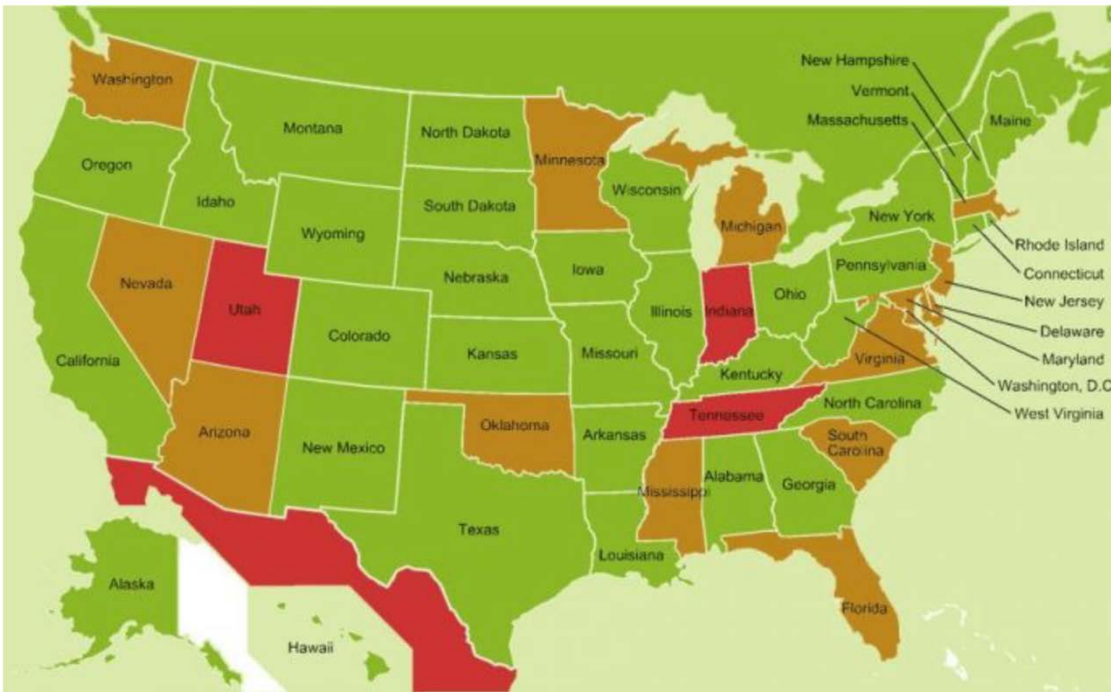 New Hampshire
Washington
Vermont
Massachusetts
Maine
Montana
North Dakota
Minnesota
Oregon
Wisconsin
Idaho
South Dakota
New York
Michigan
Wyoming
Rhode Island
Pennsylvania
Iowa
Connecticut
Nebraska
Nevada
Ohio
New Jersey
Utah
Illinois
Indiana
Delaware
Colorado
Kansas
Missouri
California
Virginia
Maryland
Kentucky
Washington, D.C
North Carolina
West Virginia
Tennessee
Oklahoma
Arizona
Arkansas
New Mexico
South
Carolina
Alabama
Georgia
Mississippi
Texas
Louisiana
Alaska
Florida
Hawaii